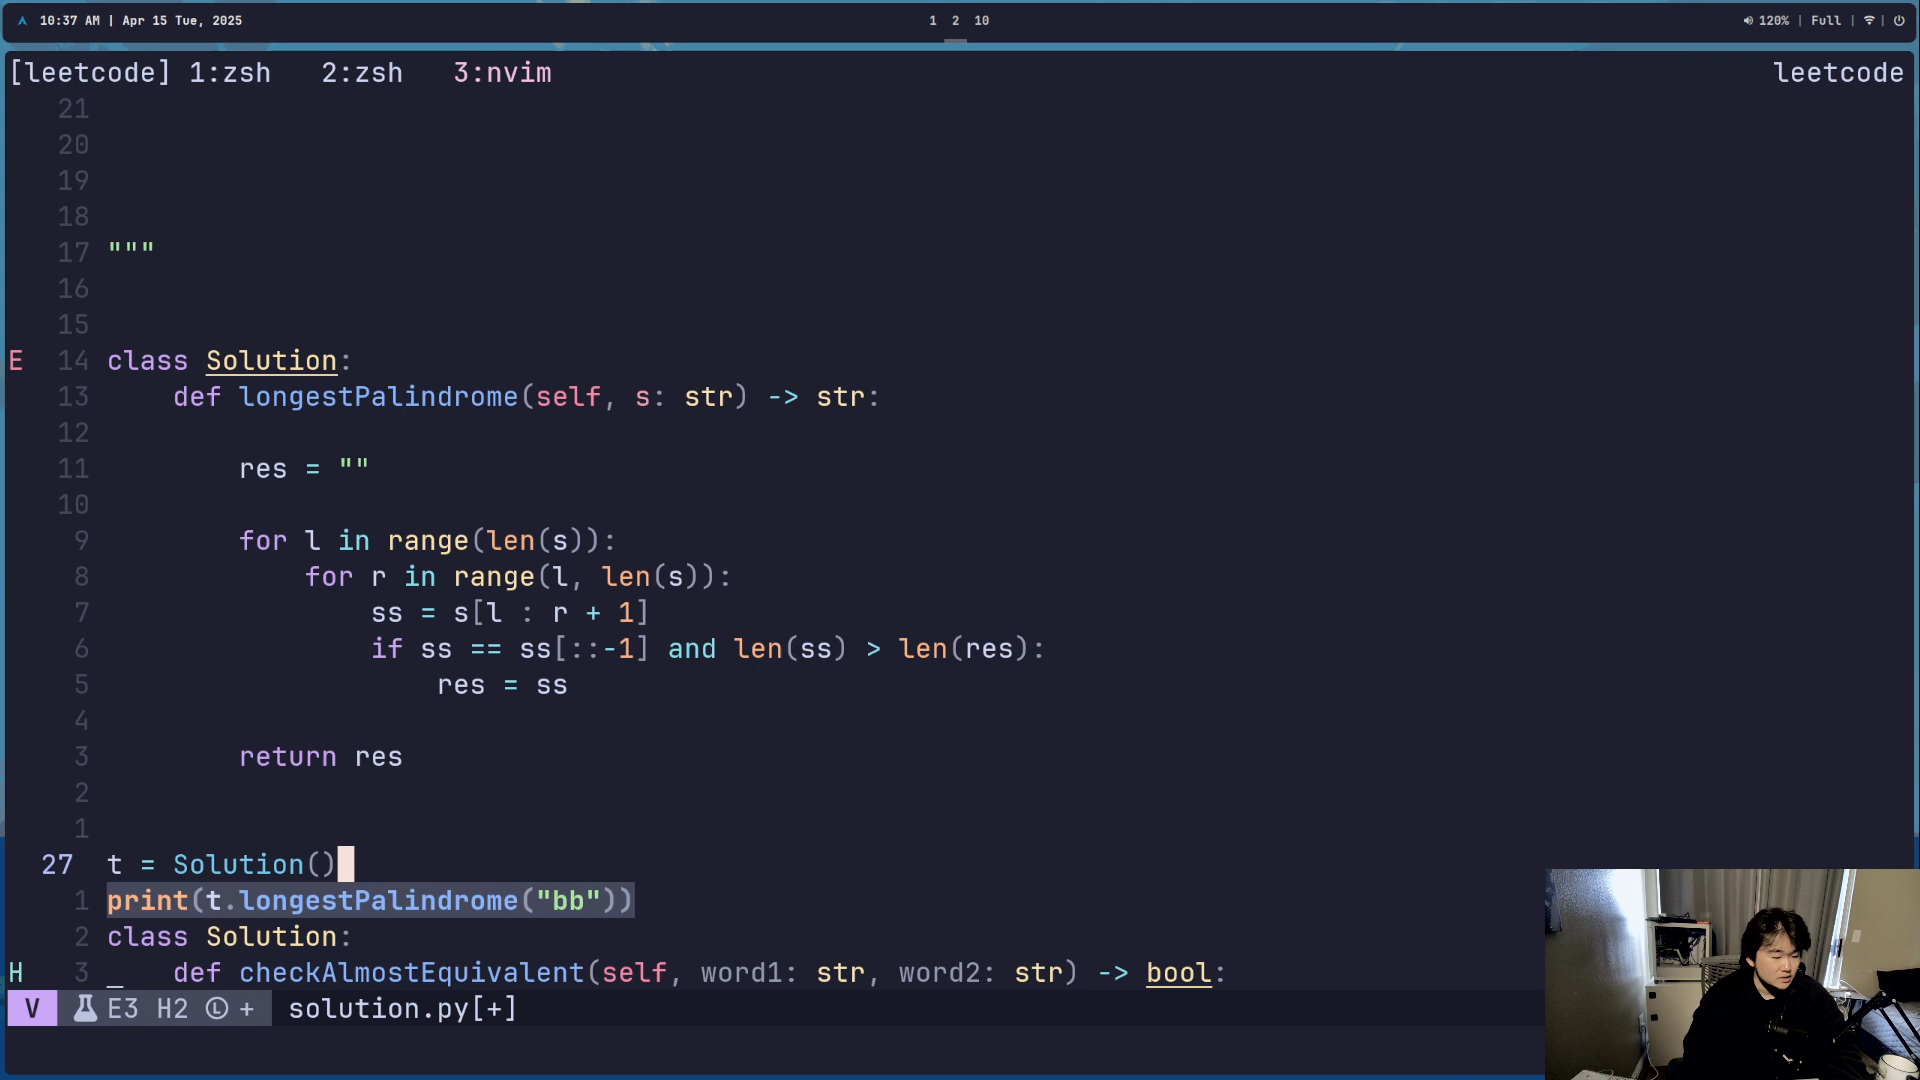 10:37 AM | Apr 15 Tue, 2025 1 2 10 120% | Full | |
[leetcode] 1:zsh 2:zsh 3:nvim leetcode
21
20
19
18
17 """
16
15
E 14 class Solution:
13 def longestPalindrome(self, s: str) -> str:
12
11 res = ""
10
9 for l in range(len(s)):
8 for r in range(l, len(s)):
7 ss = s[l : r + 1]
6 if ss == ss[::-1] and len(ss) > len(res):
5 res = ss
4
3 return res
2
1
27 t = Solution()
1 print(t.longestPalindrome("bb"))
2 class Solution:
H 3 _ def checkAlmostEquivalent(self, word1: str, word2: str) -> bool:
V E3 H2 Ⓛ + solution.py[+]